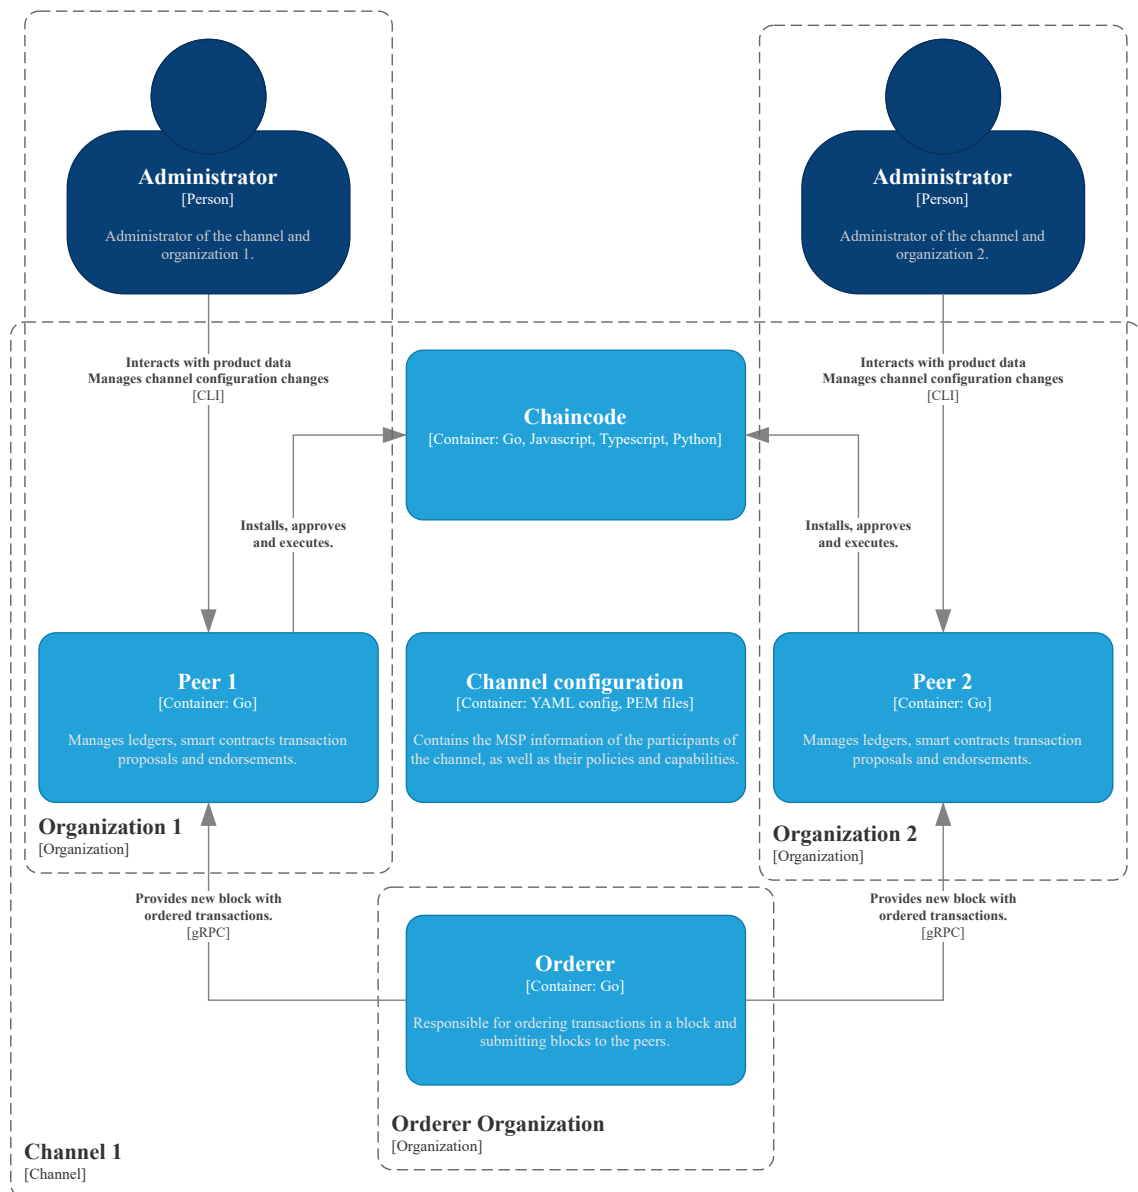 Administrator
[Person]
Administrator of the channel and
organization 1.
Administrator
[Person]
Administrator of the channel and
organization 2.
Interacts with product data
Manages channel configuration changes
[CLI]
Chaincode
[Container: Go, Javascript, Typescript, Python]
Interacts with product data
Manages channel configuration changes
[CLI]
Installs, approves
and executes.
Installs, approves
and executes.
Peer 1
[Container: Go]
Manages ledgers, smart contracts transaction
proposals and endorsements.
Channel configuration
[Container: YAML config, PEM files]
Contains the MSP information of the participants of
the channel, as well as their policies and capabilities.
Peer 2
[Container: Go]
Manages ledgers, smart contracts transaction
proposals and endorsements.
Organization 1
[Organization]
Organization 2
[Organization]
Provides new block with
ordered transactions.
[gRPC]
Provides new block with
ordered transactions.
[gRPC]
Orderer
[Container: Go]
Responsible for ordering transactions in a block and
submitting blocks to the peers.
Orderer Organization
[Organization]
Channel 1
[Channel]